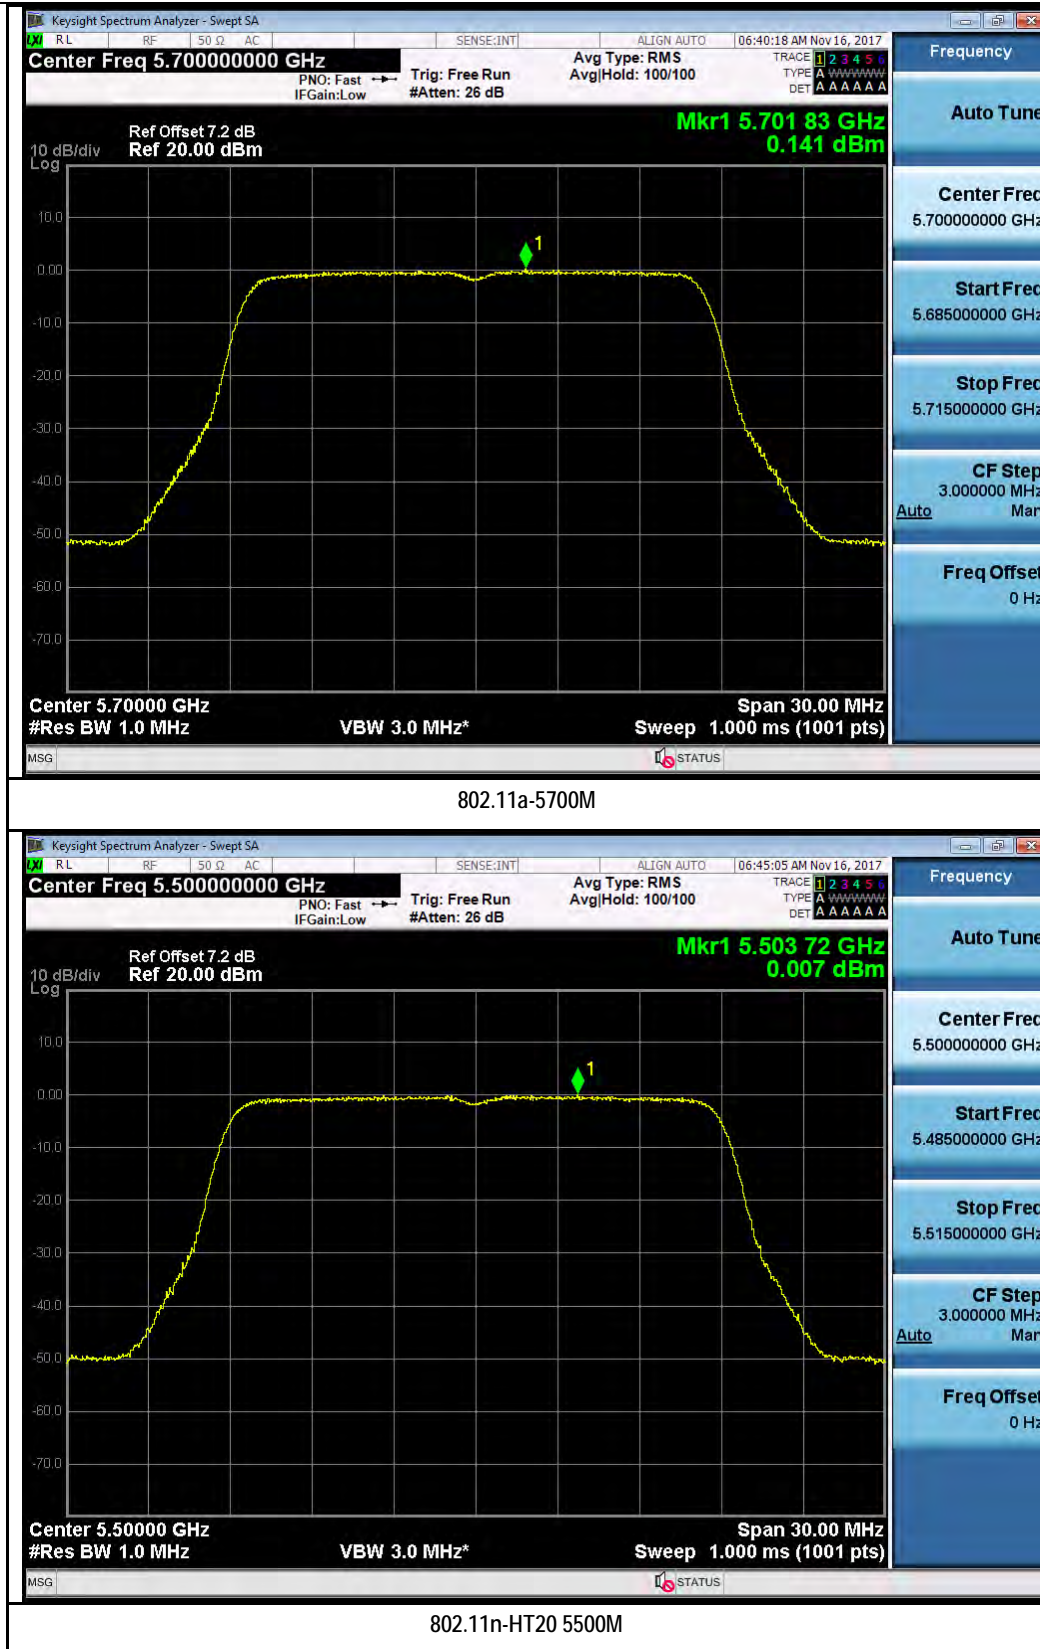 Keysight Spectrum Analyzer - Swept SA
LXI RL RF 50 Ω AC SENSE:INT ALIGN AUTO 06:40:18 AM Nov 16, 2017
Center Freq 5.700000000 GHz
PNO: Fast
IFGain:Low
Trig: Free Run
#Atten: 26 dB
Avg Type: RMS
Avg|Hold: 100/100
TRACE 1 2 3 4 5 6
TYPE A WWWWW
DET A A A A A A
Frequency
Auto Tune
Mkr1 5.701 83 GHz
0.141 dBm
Ref Offset 7.2 dB
10 dB/div Ref 20.00 dBm
Log
10.0
0.00
-10.0
-20.0
-30.0
-40.0
-50.0
-60.0
-70.0
1
Center Freq
5.700000000 GHz
Start Freq
5.685000000 GHz
Stop Freq
5.715000000 GHz
CF Step
3.000000 MHz
Auto Man
Freq Offset
0 Hz
Center 5.70000 GHz Span 30.00 MHz
#Res BW 1.0 MHz VBW 3.0 MHz* Sweep 1.000 ms (1001 pts)
MSG STATUS
802.11a-5700M
Keysight Spectrum Analyzer - Swept SA
LXI RL RF 50 Ω AC SENSE:INT ALIGN AUTO 06:45:05 AM Nov 16, 2017
Center Freq 5.500000000 GHz
PNO: Fast
IFGain:Low
Trig: Free Run
#Atten: 26 dB
Avg Type: RMS
Avg|Hold: 100/100
TRACE 1 2 3 4 5 6
TYPE A WWWWW
DET A A A A A A
Frequency
Auto Tune
Mkr1 5.503 72 GHz
0.007 dBm
Ref Offset 7.2 dB
10 dB/div Ref 20.00 dBm
Log
10.0
0.00
-10.0
-20.0
-30.0
-40.0
-50.0
-60.0
-70.0
1
Center Freq
5.500000000 GHz
Start Freq
5.485000000 GHz
Stop Freq
5.515000000 GHz
CF Step
3.000000 MHz
Auto Man
Freq Offset
0 Hz
Center 5.50000 GHz Span 30.00 MHz
#Res BW 1.0 MHz VBW 3.0 MHz* Sweep 1.000 ms (1001 pts)
MSG STATUS
802.11n-HT20 5500M